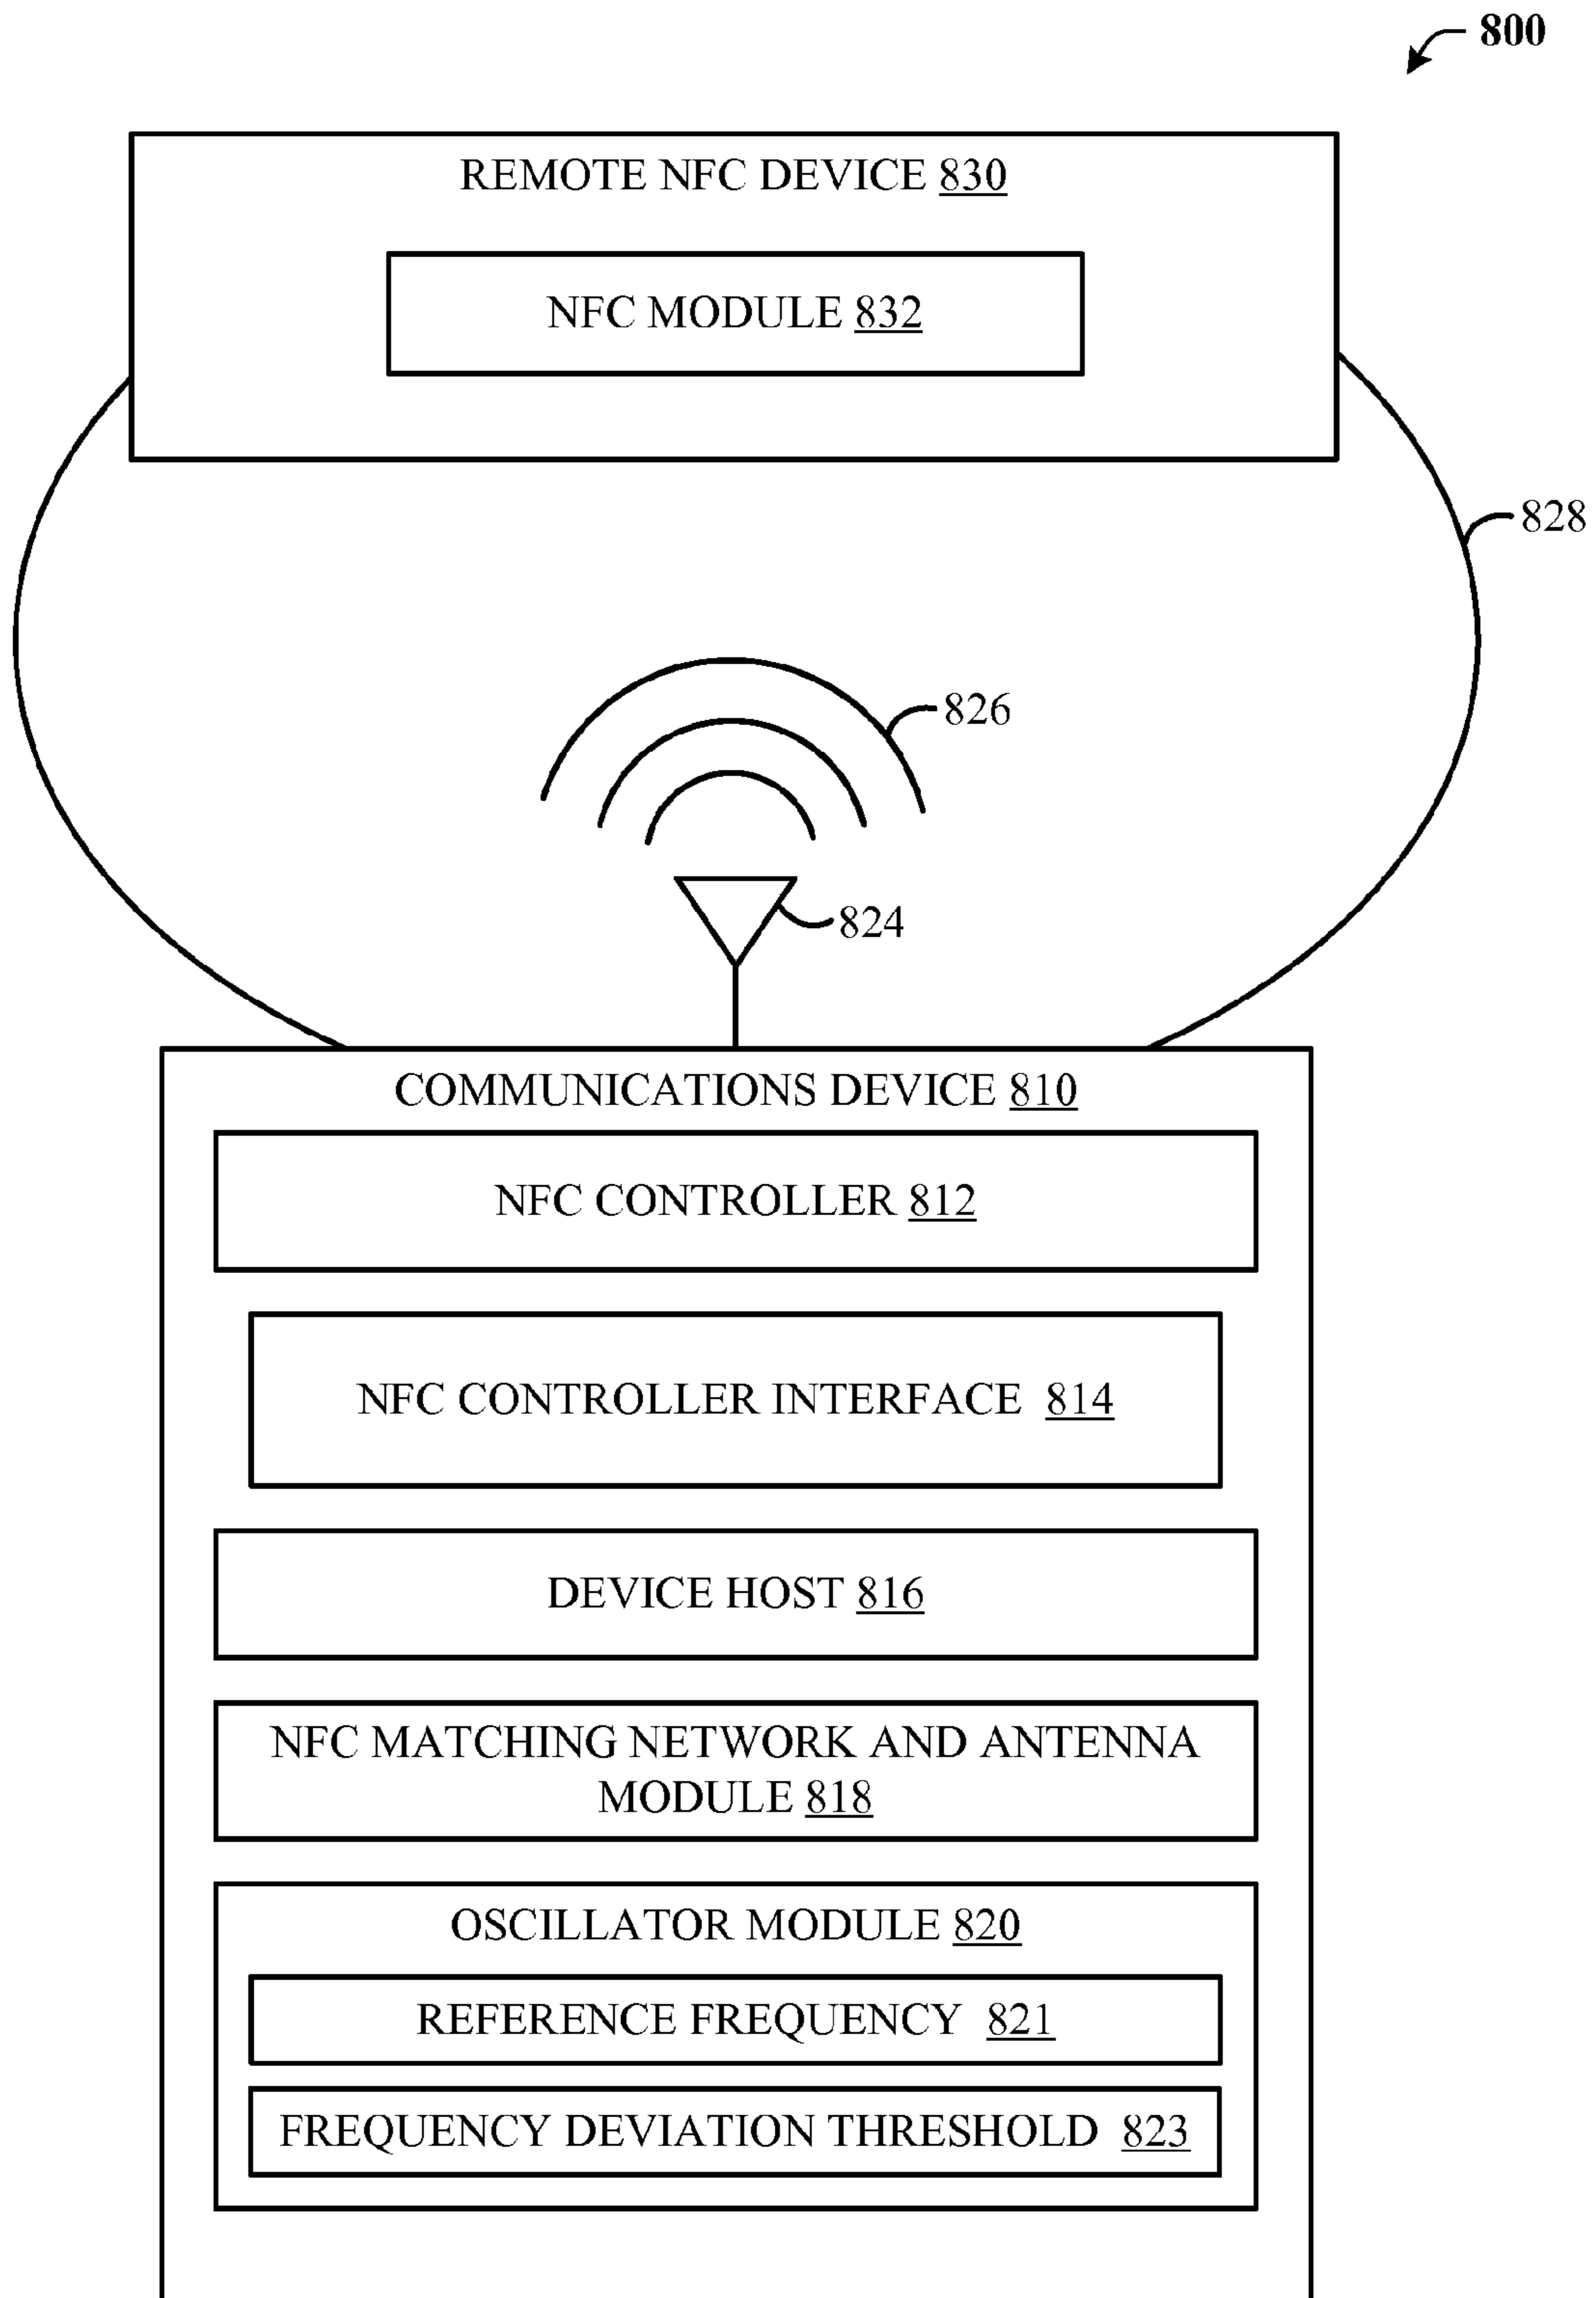 800
REMOTE NFC DEVICE 830
NFC MODULE 832
828
826
824
COMMUNICATIONS DEVICE 810
NFC CONTROLLER 812
NFC CONTROLLER INTERFACE 814
DEVICE HOST 816
NFC MATCHING NETWORK AND ANTENNA
MODULE 818
OSCILLATOR MODULE 820
REFERENCE FREQUENCY 821
FREQUENCY DEVIATION THRESHOLD 823